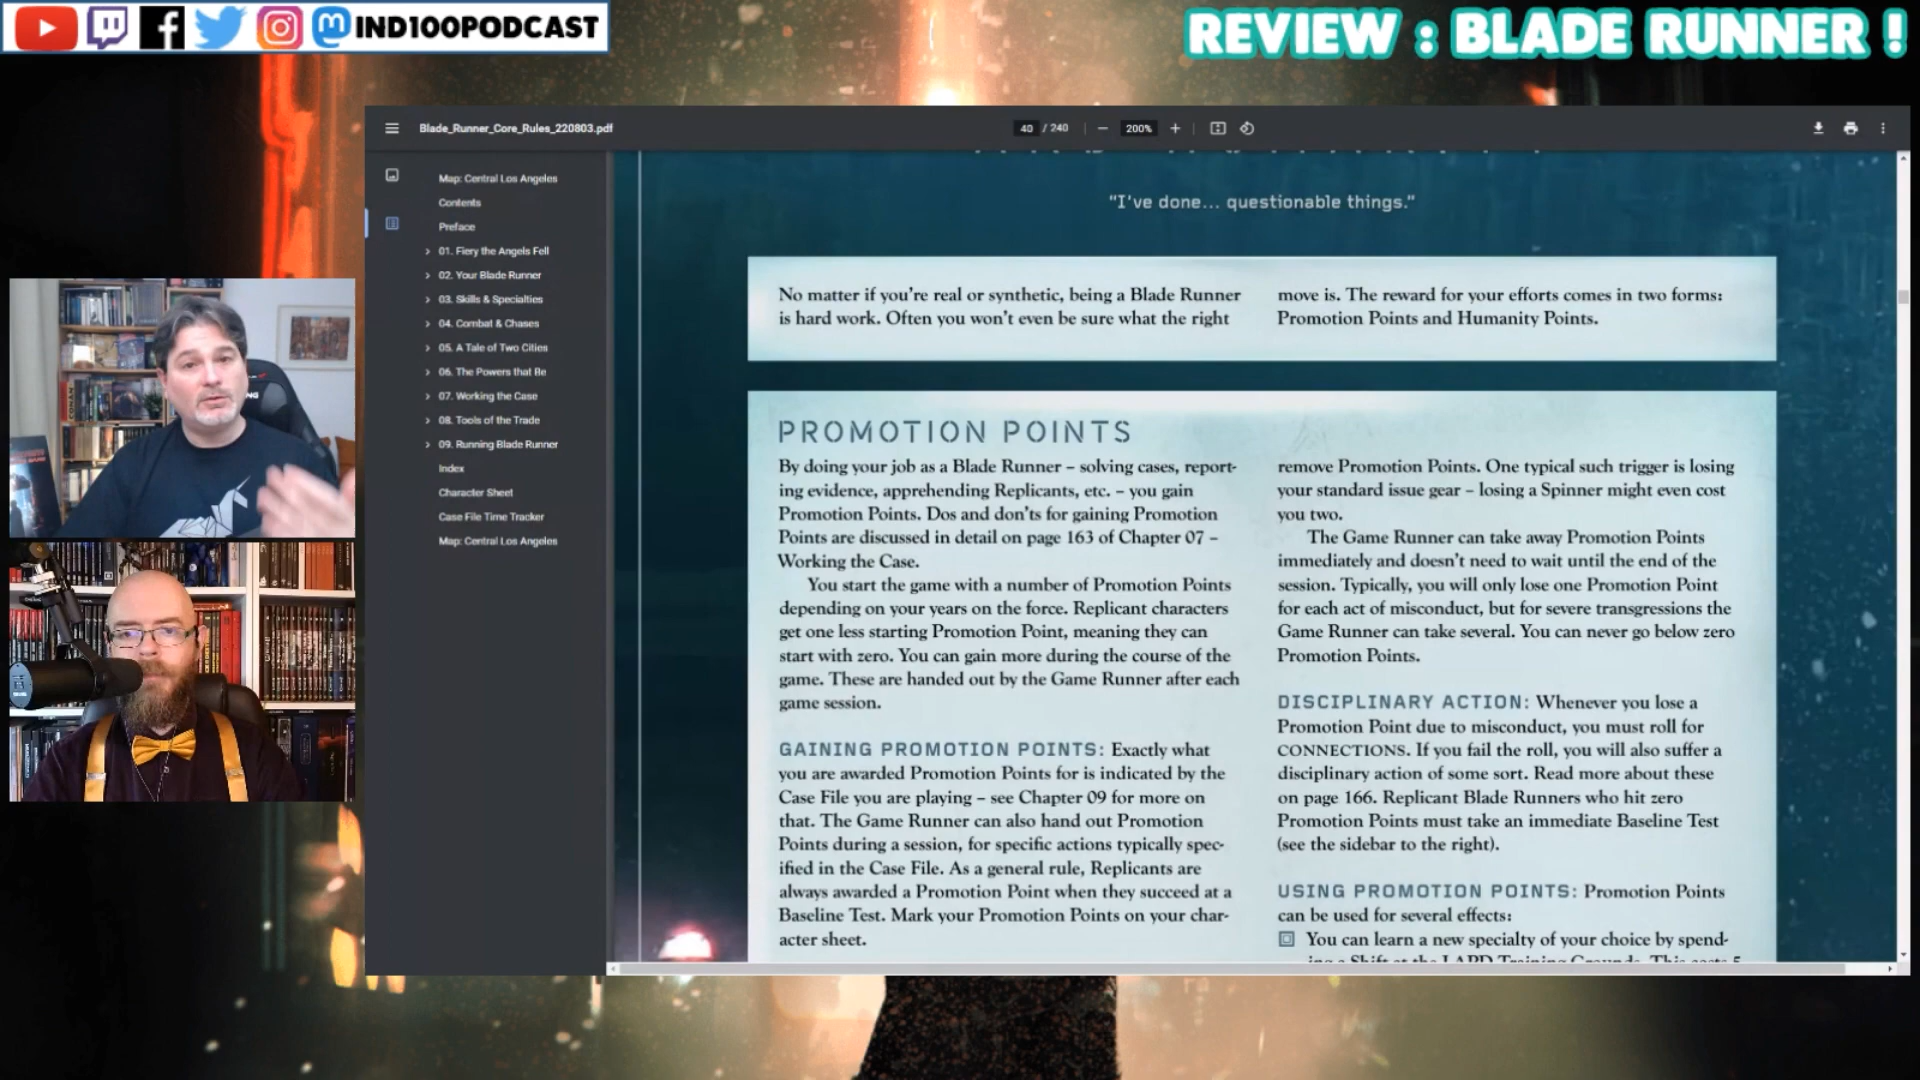 IND100PODCAST
REVIEW : BLADE RUNNER !
Blade_Runner_Core_Rules_220803.pdf
40 / 240
200%
Map: Central Los Angeles
Contents
Preface
01. Fiery the Angels Fell
02. Your Blade Runner
03. Skills & Specialties
04. Combat & Chases
05. A Tale of Two Cities
06. The Powers that Be
07. Working the Case
08. Tools of the Trade
09. Running Blade Runner
Index
Character Sheet
Case File Time Tracker
Map: Central Los Angeles
"I've done... questionable things."
No matter if you're real or synthetic, being a Blade Runner
is hard work. Often you won't even be sure what the right
move is. The reward for your efforts comes in two forms:
Promotion Points and Humanity Points.
PROMOTION POINTS
By doing your job as a Blade Runner – solving cases, report-
ing evidence, apprehending Replicants, etc. – you gain
Promotion Points. Dos and don'ts for gaining Promotion
Points are discussed in detail on page 163 of Chapter 07 –
Working the Case.
You start the game with a number of Promotion Points
depending on your years on the force. Replicant characters
get one less starting Promotion Point, meaning they can
start with zero. You can gain more during the course of the
game. These are handed out by the Game Runner after each
game session.
GAINING PROMOTION POINTS: Exactly what
you are awarded Promotion Points for is indicated by the
Case File you are playing – see Chapter 09 for more on
that. The Game Runner can also hand out Promotion
Points during a session, for specific actions typically spec-
ified in the Case File. As a general rule, Replicants are
always awarded a Promotion Point when they succeed at a
Baseline Test. Mark your Promotion Points on your char-
acter sheet.
remove Promotion Points. One typical such trigger is losing
your standard issue gear – losing a Spinner might even cost
you two.
The Game Runner can take away Promotion Points
immediately and doesn't need to wait until the end of the
session. Typically, you will only lose one Promotion Point
for each act of misconduct, but for severe transgressions the
Game Runner can take several. You can never go below zero
Promotion Points.
DISCIPLINARY ACTION: Whenever you lose a
Promotion Point due to misconduct, you must roll for
CONNECTIONS. If you fail the roll, you will also suffer a
disciplinary action of some sort. Read more about these
on page 166. Replicant Blade Runners who hit zero
Promotion Points must take an immediate Baseline Test
(see the sidebar to the right).
USING PROMOTION POINTS: Promotion Points
can be used for several effects:
You can learn a new specialty of your choice by spend-
ing a Shift at the LAPD Training Grounds. This costs 5